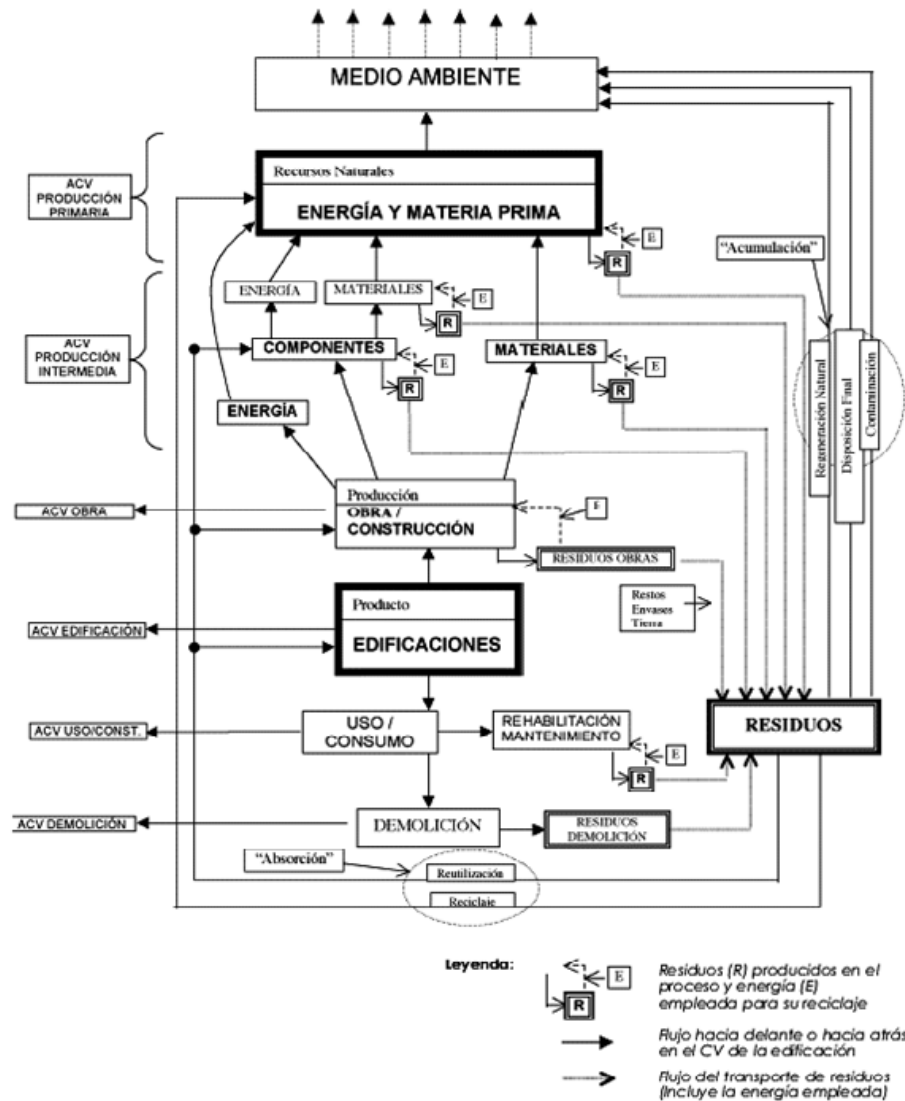 MEDIO AMBIENTE
ACV
PRODUCCIÓN
PRIMARIA
Recursos Naturales
ENERGÍA Y MATERIA PRIMA
E
R
"Acumulación"
ENERGÍA
MATERIALES
E
R
ACV
PRODUCCIÓN
INTERMEDIA
COMPONENTES
E
R
MATERIALES
E
R
Regeneración Natural
Disposición Final
Contaminación
ENERGÍA
Producción
OBRA /
CONSTRUCCIÓN
ACV OBRA
E
RESIDUOS OBRAS
Restos
Envases
Tierra
Producto
EDIFICACIONES
ACV EDIFICACIÓN
USO /
CONSUMO
ACV USO/CONST.
REHABILITACIÓN
MANTENIMIENTO
E
R
RESIDUOS
DEMOLICIÓN
ACV DEMOLICIÓN
RESIDUOS
DEMOLICIÓN
"Absorción"
Reutilización
Reciclaje
Leyenda:
E
R
Residuos (R) producidos en el
proceso y energía (E)
empleada para su reciclaje
Flujo hacia delante o hacia atrás
en el CV de la edificación
Flujo del transporte de residuos
(Incluye la energía empleada)